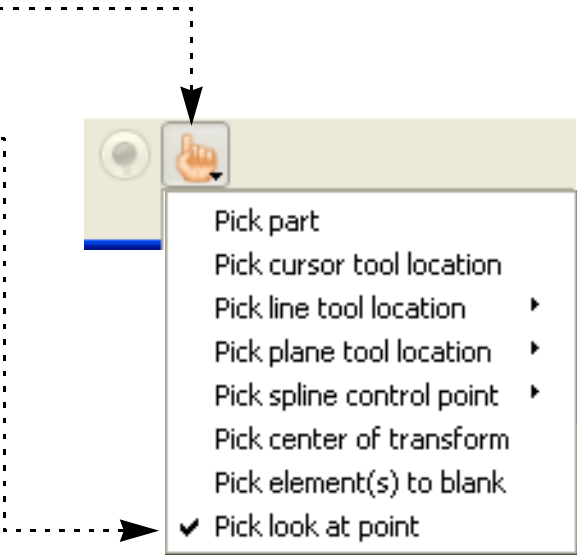 Pick part
Pick cursor tool location
Pick line tool location
Pick plane tool location
Pick spline control point
Pick center of transform
Pick element(s) to blank
Pick look at point